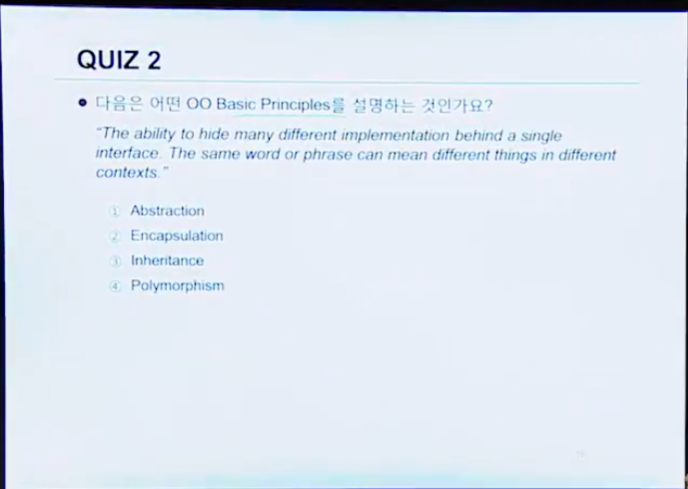 QUIZ 2
다음은 어떤 OO Basic Principles를 설명하는 것인가요?
"The ability to hide many different implementation behind a single
interface. The same word or phrase can mean different things in different
contexts."
① Abstraction
② Encapsulation
③ Inheritance
④ Polymorphism